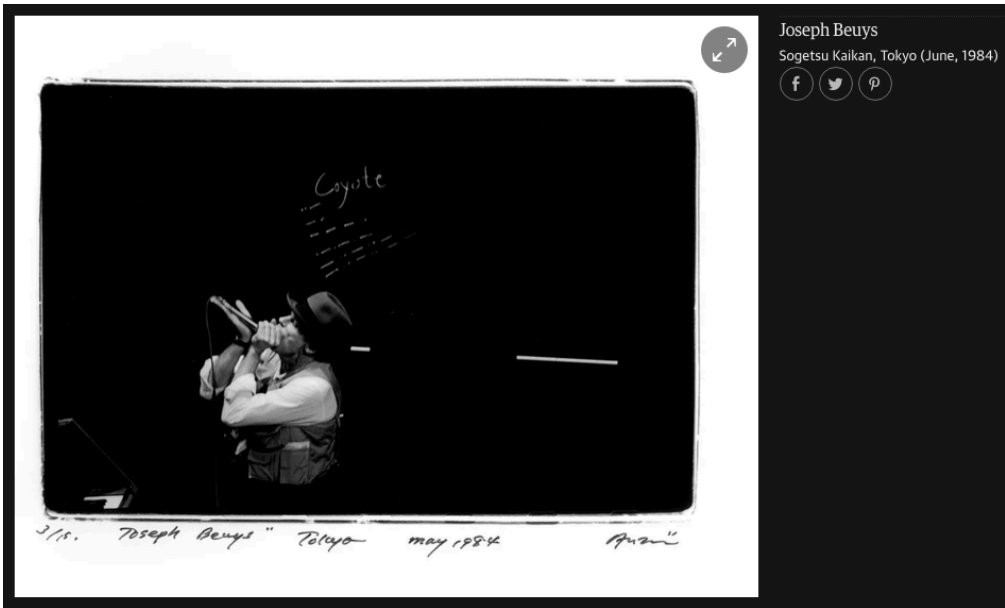 Coyote
3/15. Joseph Beuys" Tokyo may 1984
Joseph Beuys
Sogetsu Kaikan, Tokyo (June, 1984)